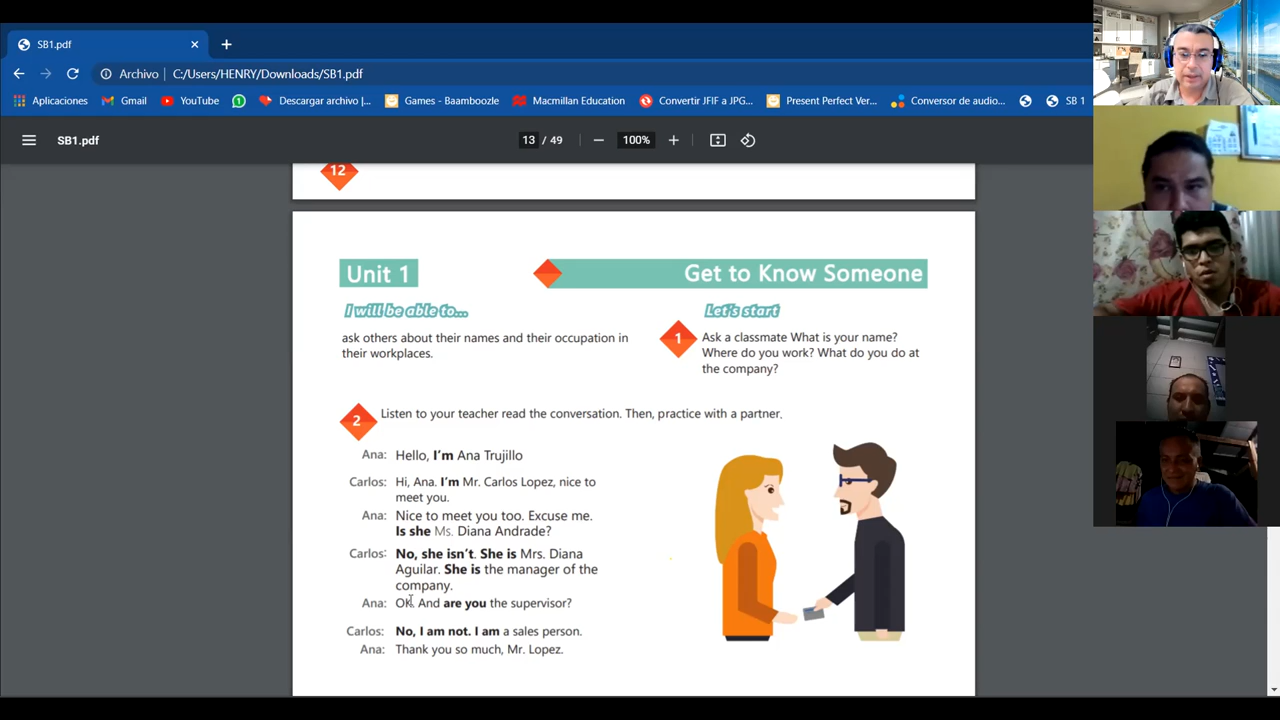 SB1.pdf
Archivo C:/Users/HENRY/Downloads/SB1.pdf
Aplicaciones Gmail YouTube Descargar archivo |... Games - Baamboozle Macmillan Education Convertir JFIF a JPG... Present Perfect Ver... Conversor de audio... SB 1
SB1.pdf 13 / 49 100%
12
Unit 1 Get to Know Someone
I will be able to...
ask others about their names and their occupation in
their workplaces.
Let's start
1 Ask a classmate What is your name?
Where do you work? What do you do at
the company?
2 Listen to your teacher read the conversation. Then, practice with a partner.
Ana: Hello, I'm Ana Trujillo
Carlos: Hi, Ana. I'm Mr. Carlos Lopez, nice to
meet you.
Ana: Nice to meet you too. Excuse me.
Is she Ms. Diana Andrade?
Carlos: No, she isn't. She is Mrs. Diana
Aguilar. She is the manager of the
company.
Ana: OK. And are you the supervisor?
Carlos: No, I am not. I am a sales person.
Ana: Thank you so much, Mr. Lopez.